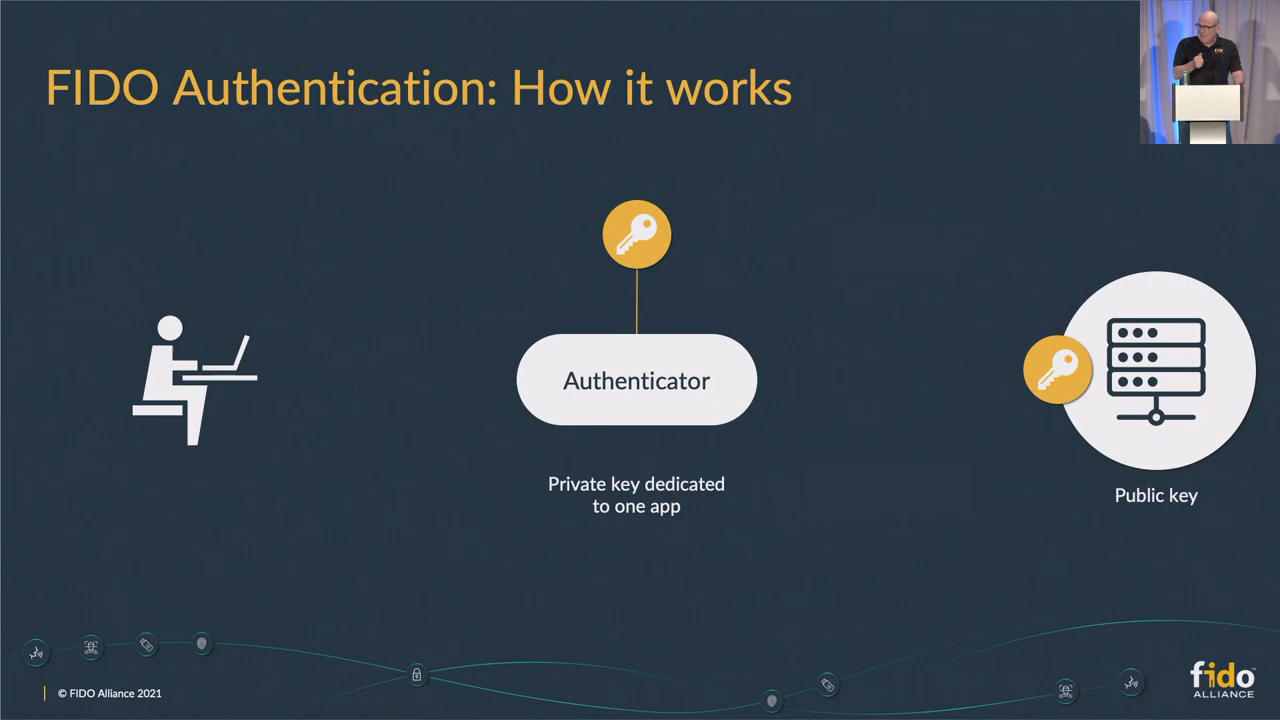 FIDO Authentication: How it works
Authenticator
Private key dedicated
to one app
Public key
© FIDO Alliance 2021
fido
ALLIANCE